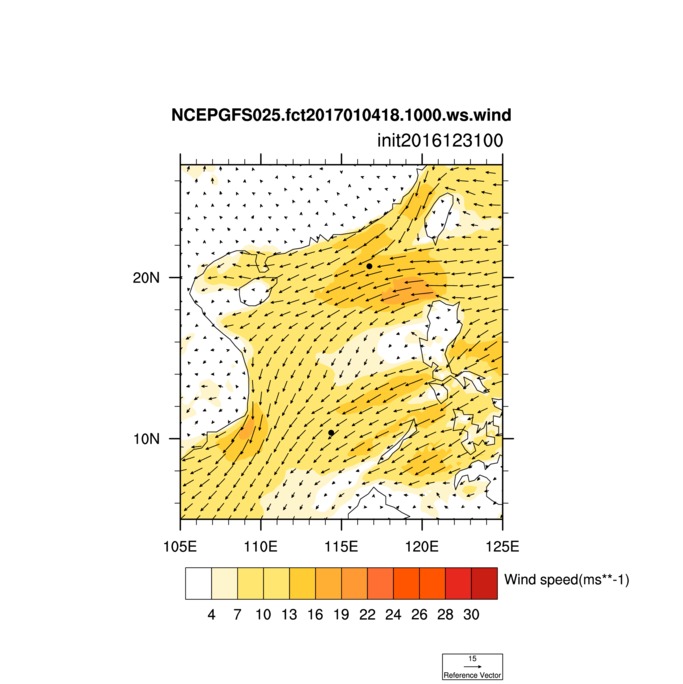 NCEPGFS025.fct2017010418.1000.ws.wind
init2016123100
20N
10N
105E 110E 115E 120E 125E
Wind speed(ms**-1)
4 7 10 13 16 19 22 24 26 28 30
15
Reference Vector